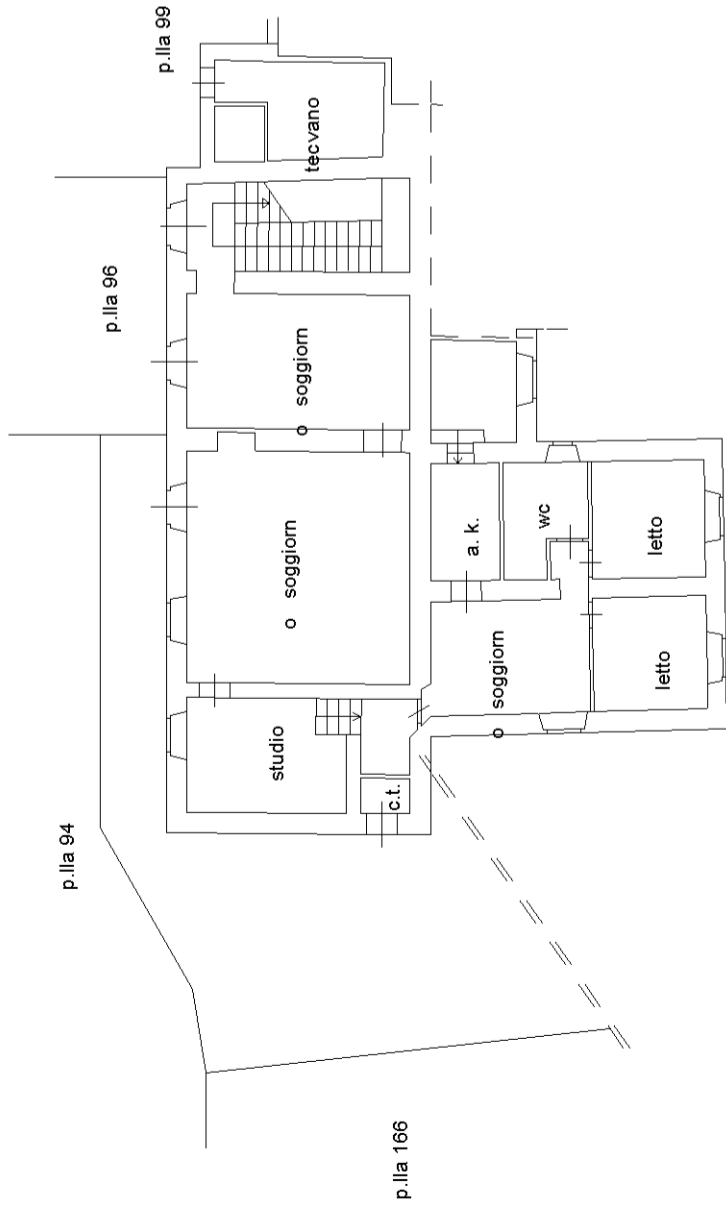 p.lla 94
p.lla 96
p.lla 99
studio
o soggiorn
o soggiorn
tecvano
p.lla 166
c.t.
o soggiorn
a. k.
wc
letto
letto